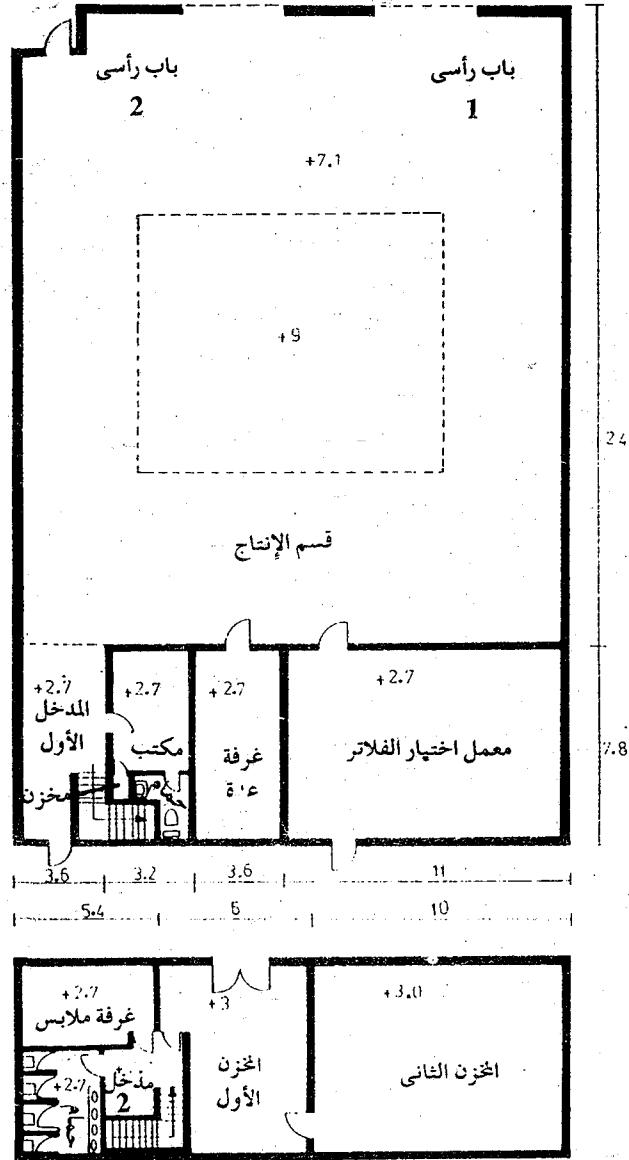 باب رأسى
2
باب رأسى
1
+7.1
+9
24
قسم الإنتاج
+2.7
المدخل
الأول
+2.7
مكتب
+2.7
غرفة
+2.7
معمل اختيار الفلاتر
7.8
مخزن
حمام
3.6
3.2
3.6
11
5.4
6
10
+2.7
غرفة ملابس
+3
+3.0
المخزن
الأول
المخزن الثانى
+2.7
مدخل
2
حمام